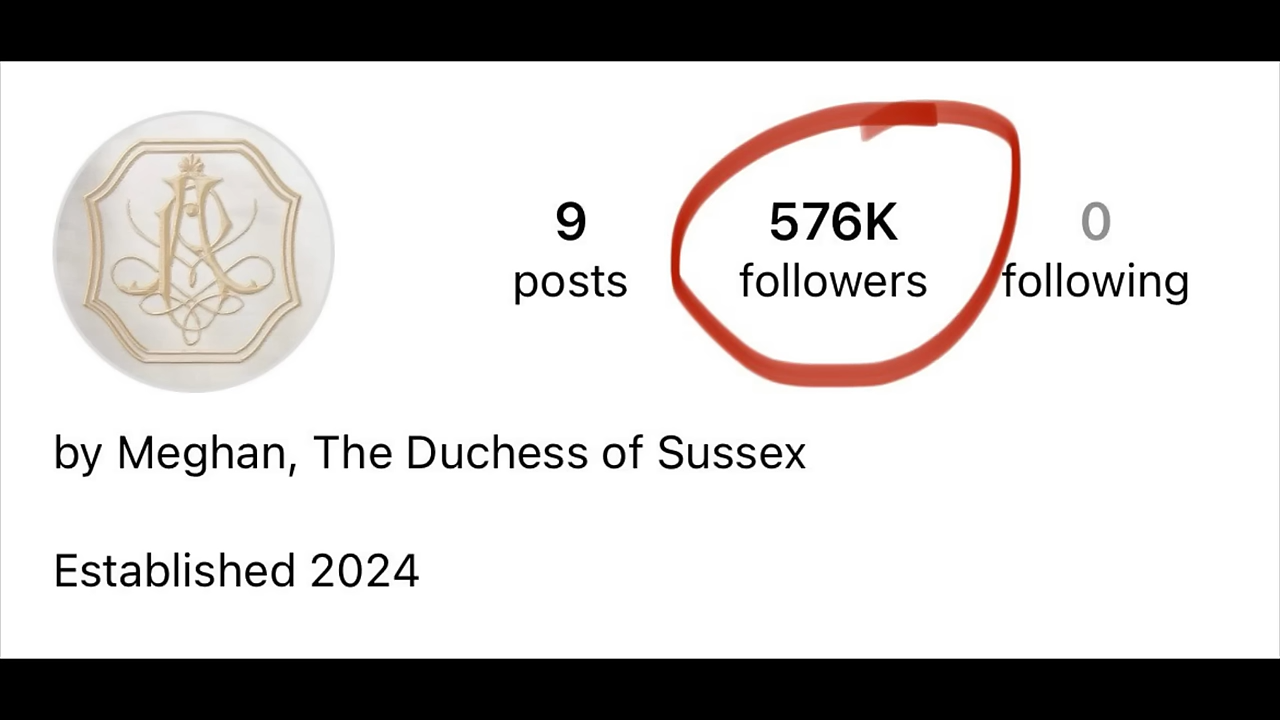 9 576K 0
posts followers following
by Meghan, The Duchess of Sussex
Established 2024